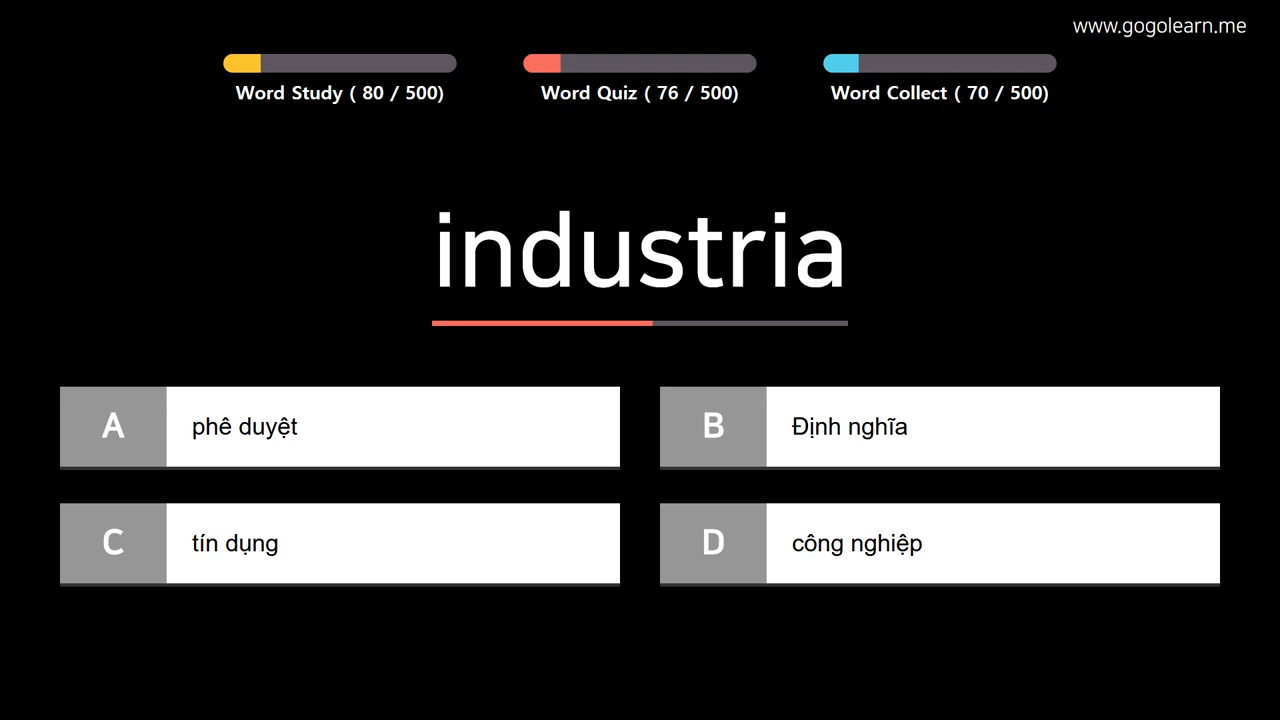 www.gogolearn.me
Word Study ( 80 / 500)
Word Quiz ( 76 / 500)
Word Collect ( 70 / 500)
industria
A phê duyệt
B Định nghĩa
C tín dụng
D công nghiệp